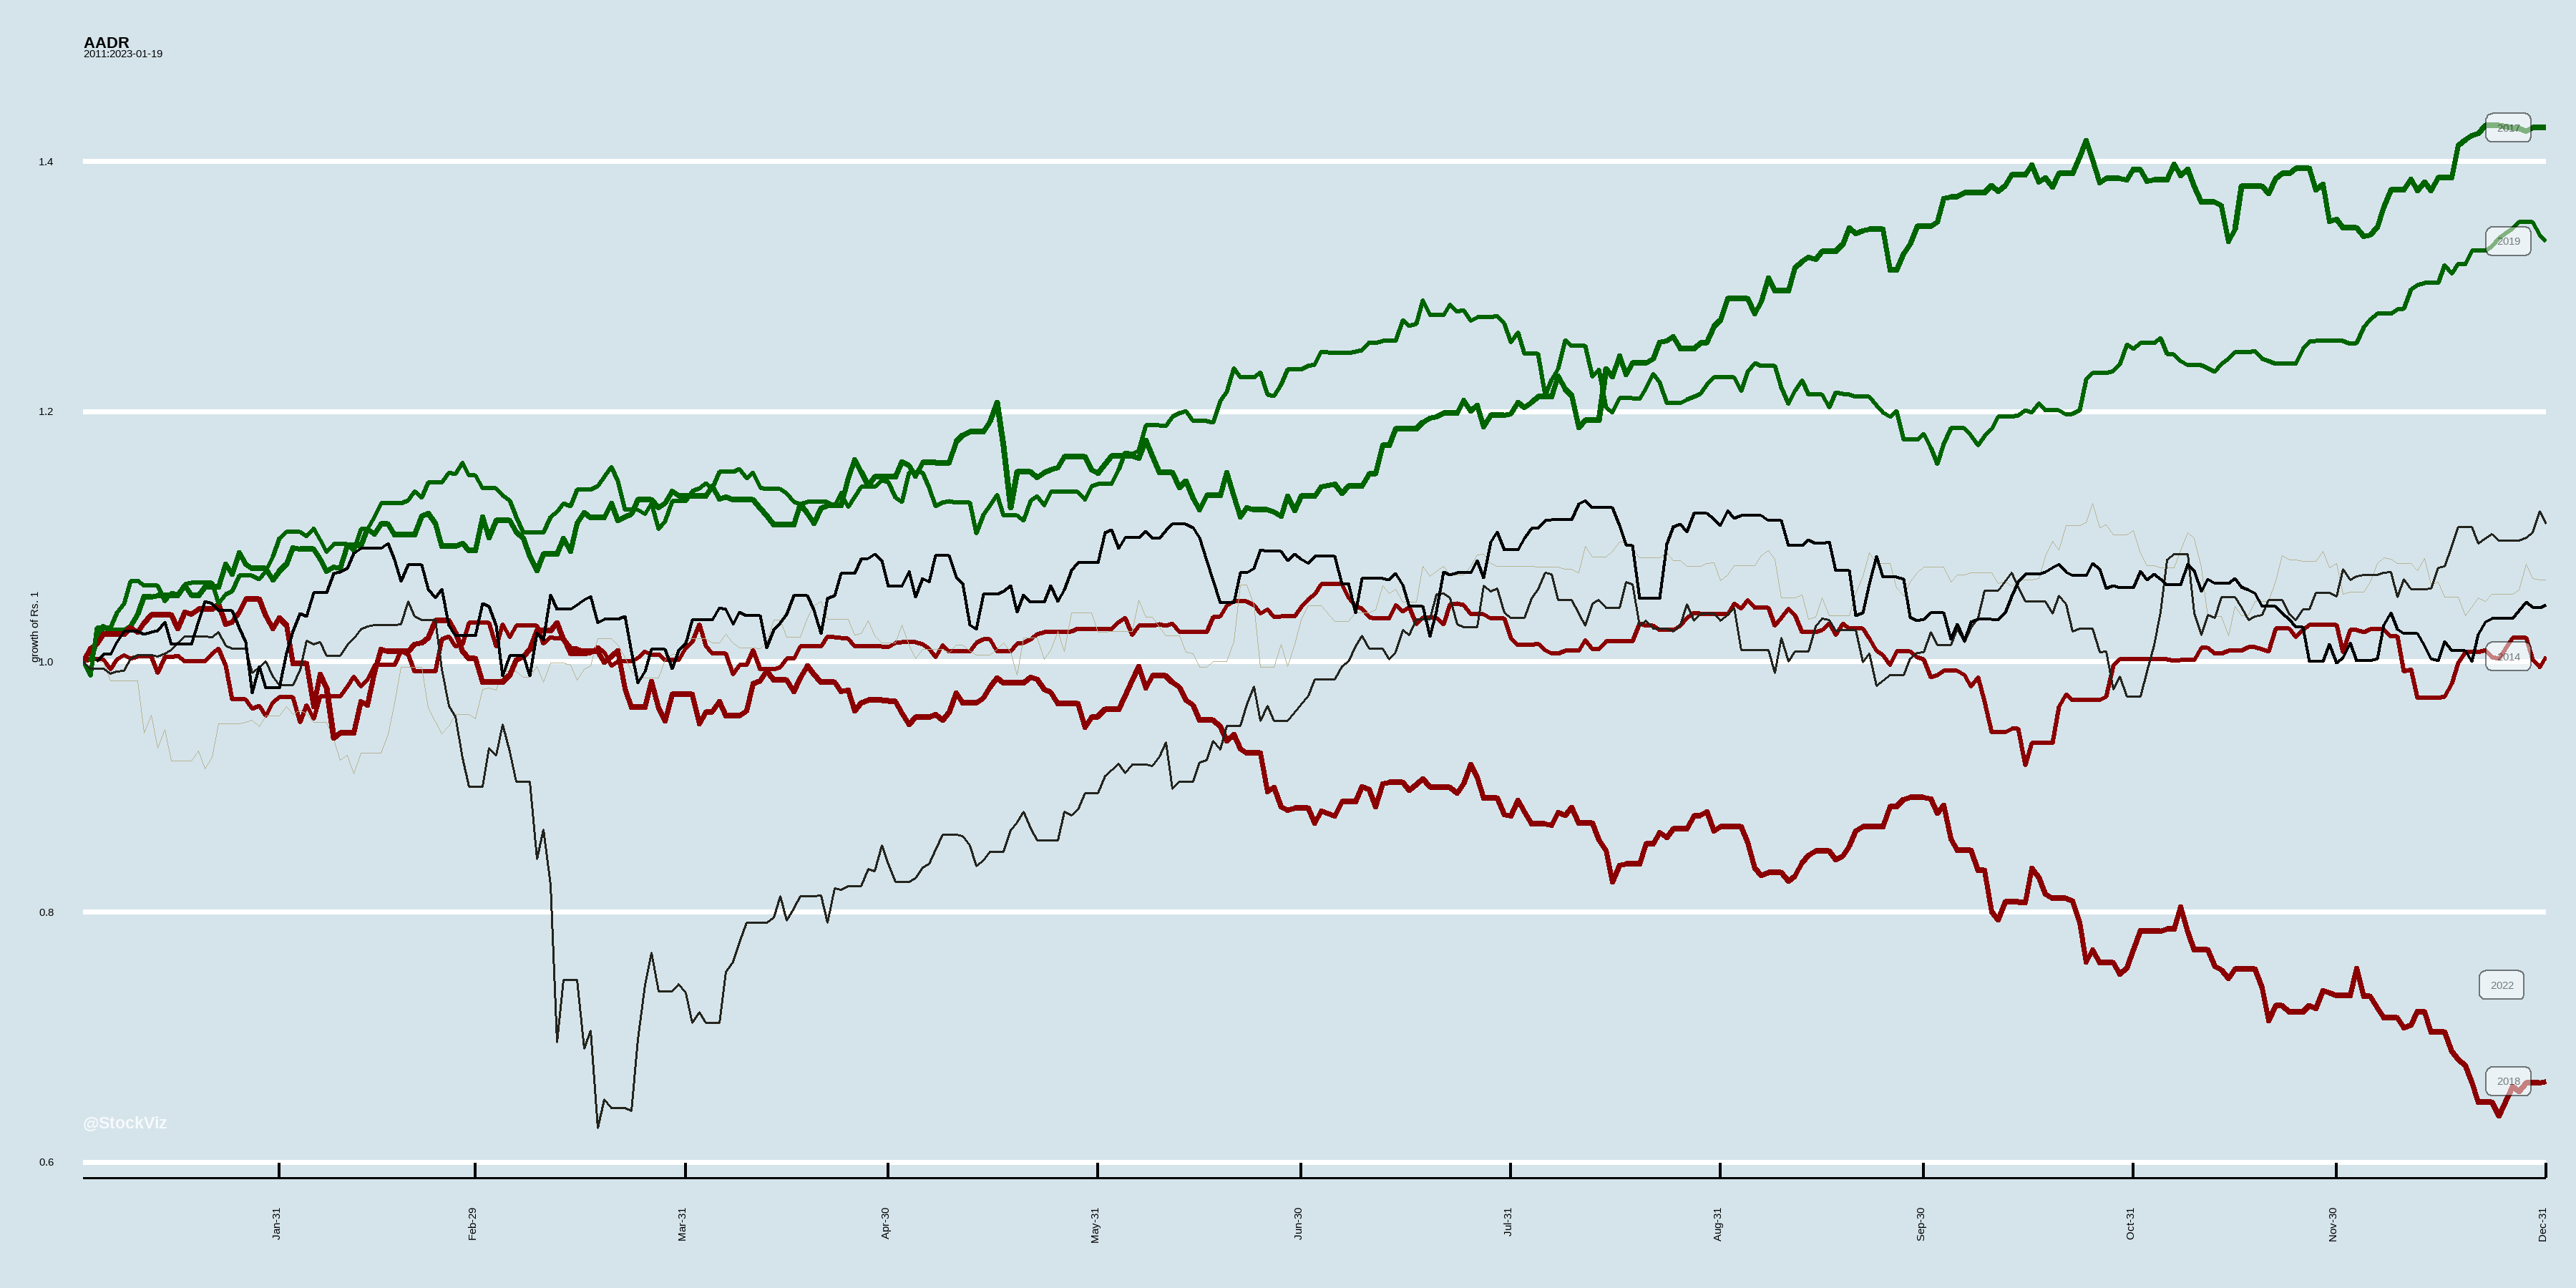 AADR
2011:2023-01-19
growth of Rs. 1
1.4
1.2
1.0
0.8
0.6
2017
2019
2014
2022
2018
@StockViz
Jan-31
Feb-29
Mar-31
Apr-30
May-31
Jun-30
Jul-31
Aug-31
Sep-30
Oct-31
Nov-30
Dec-31